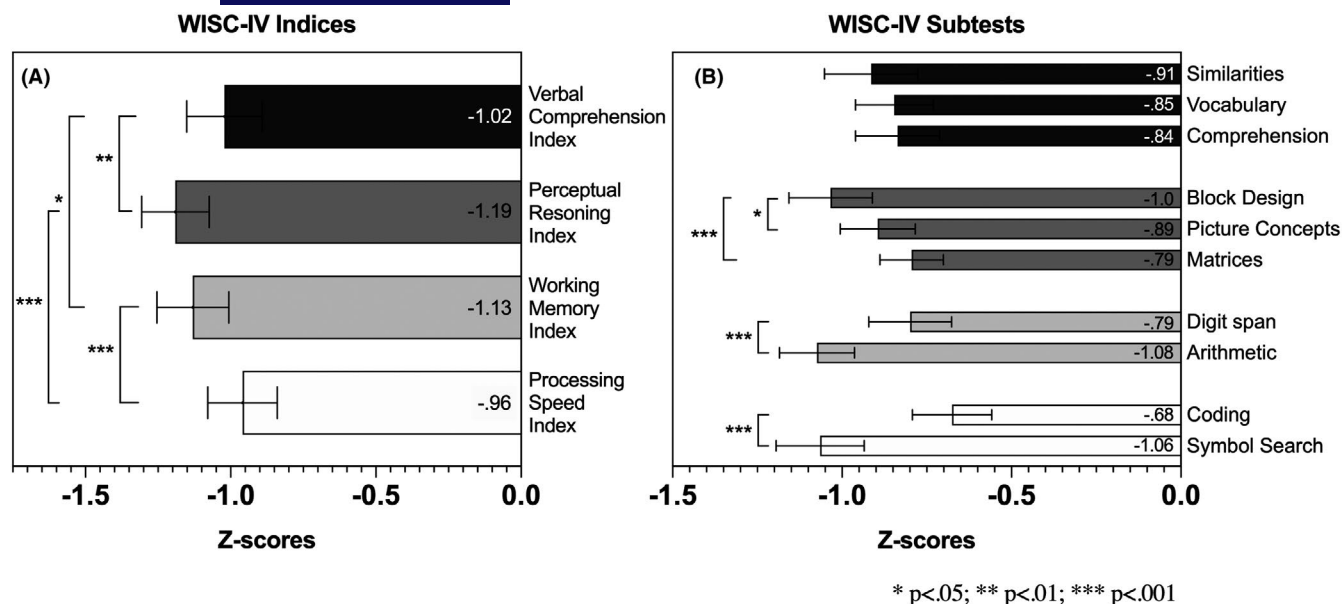 WISC-IV Indices
(A)
Verbal
Comprehension
Index
-1.02
**
*
Perceptual
Resoning
Index
-1.19
***
Working
Memory
Index
-1.13
***
Processing
Speed
Index
-.96
-1.5
-1.0
-0.5
0.0
Z-scores
WISC-IV Subtests
(B)
-.91 Similarities
-.85 Vocabulary
-.84 Comprehension
-1.0 Block Design
*
-.89 Picture Concepts
***
-.79 Matrices
-.79 Digit span
***
-1.08 Arithmetic
-.68 Coding
***
-1.06 Symbol Search
-1.5
-1.0
-0.5
0.0
Z-scores
* p<.05; ** p<.01; *** p<.001